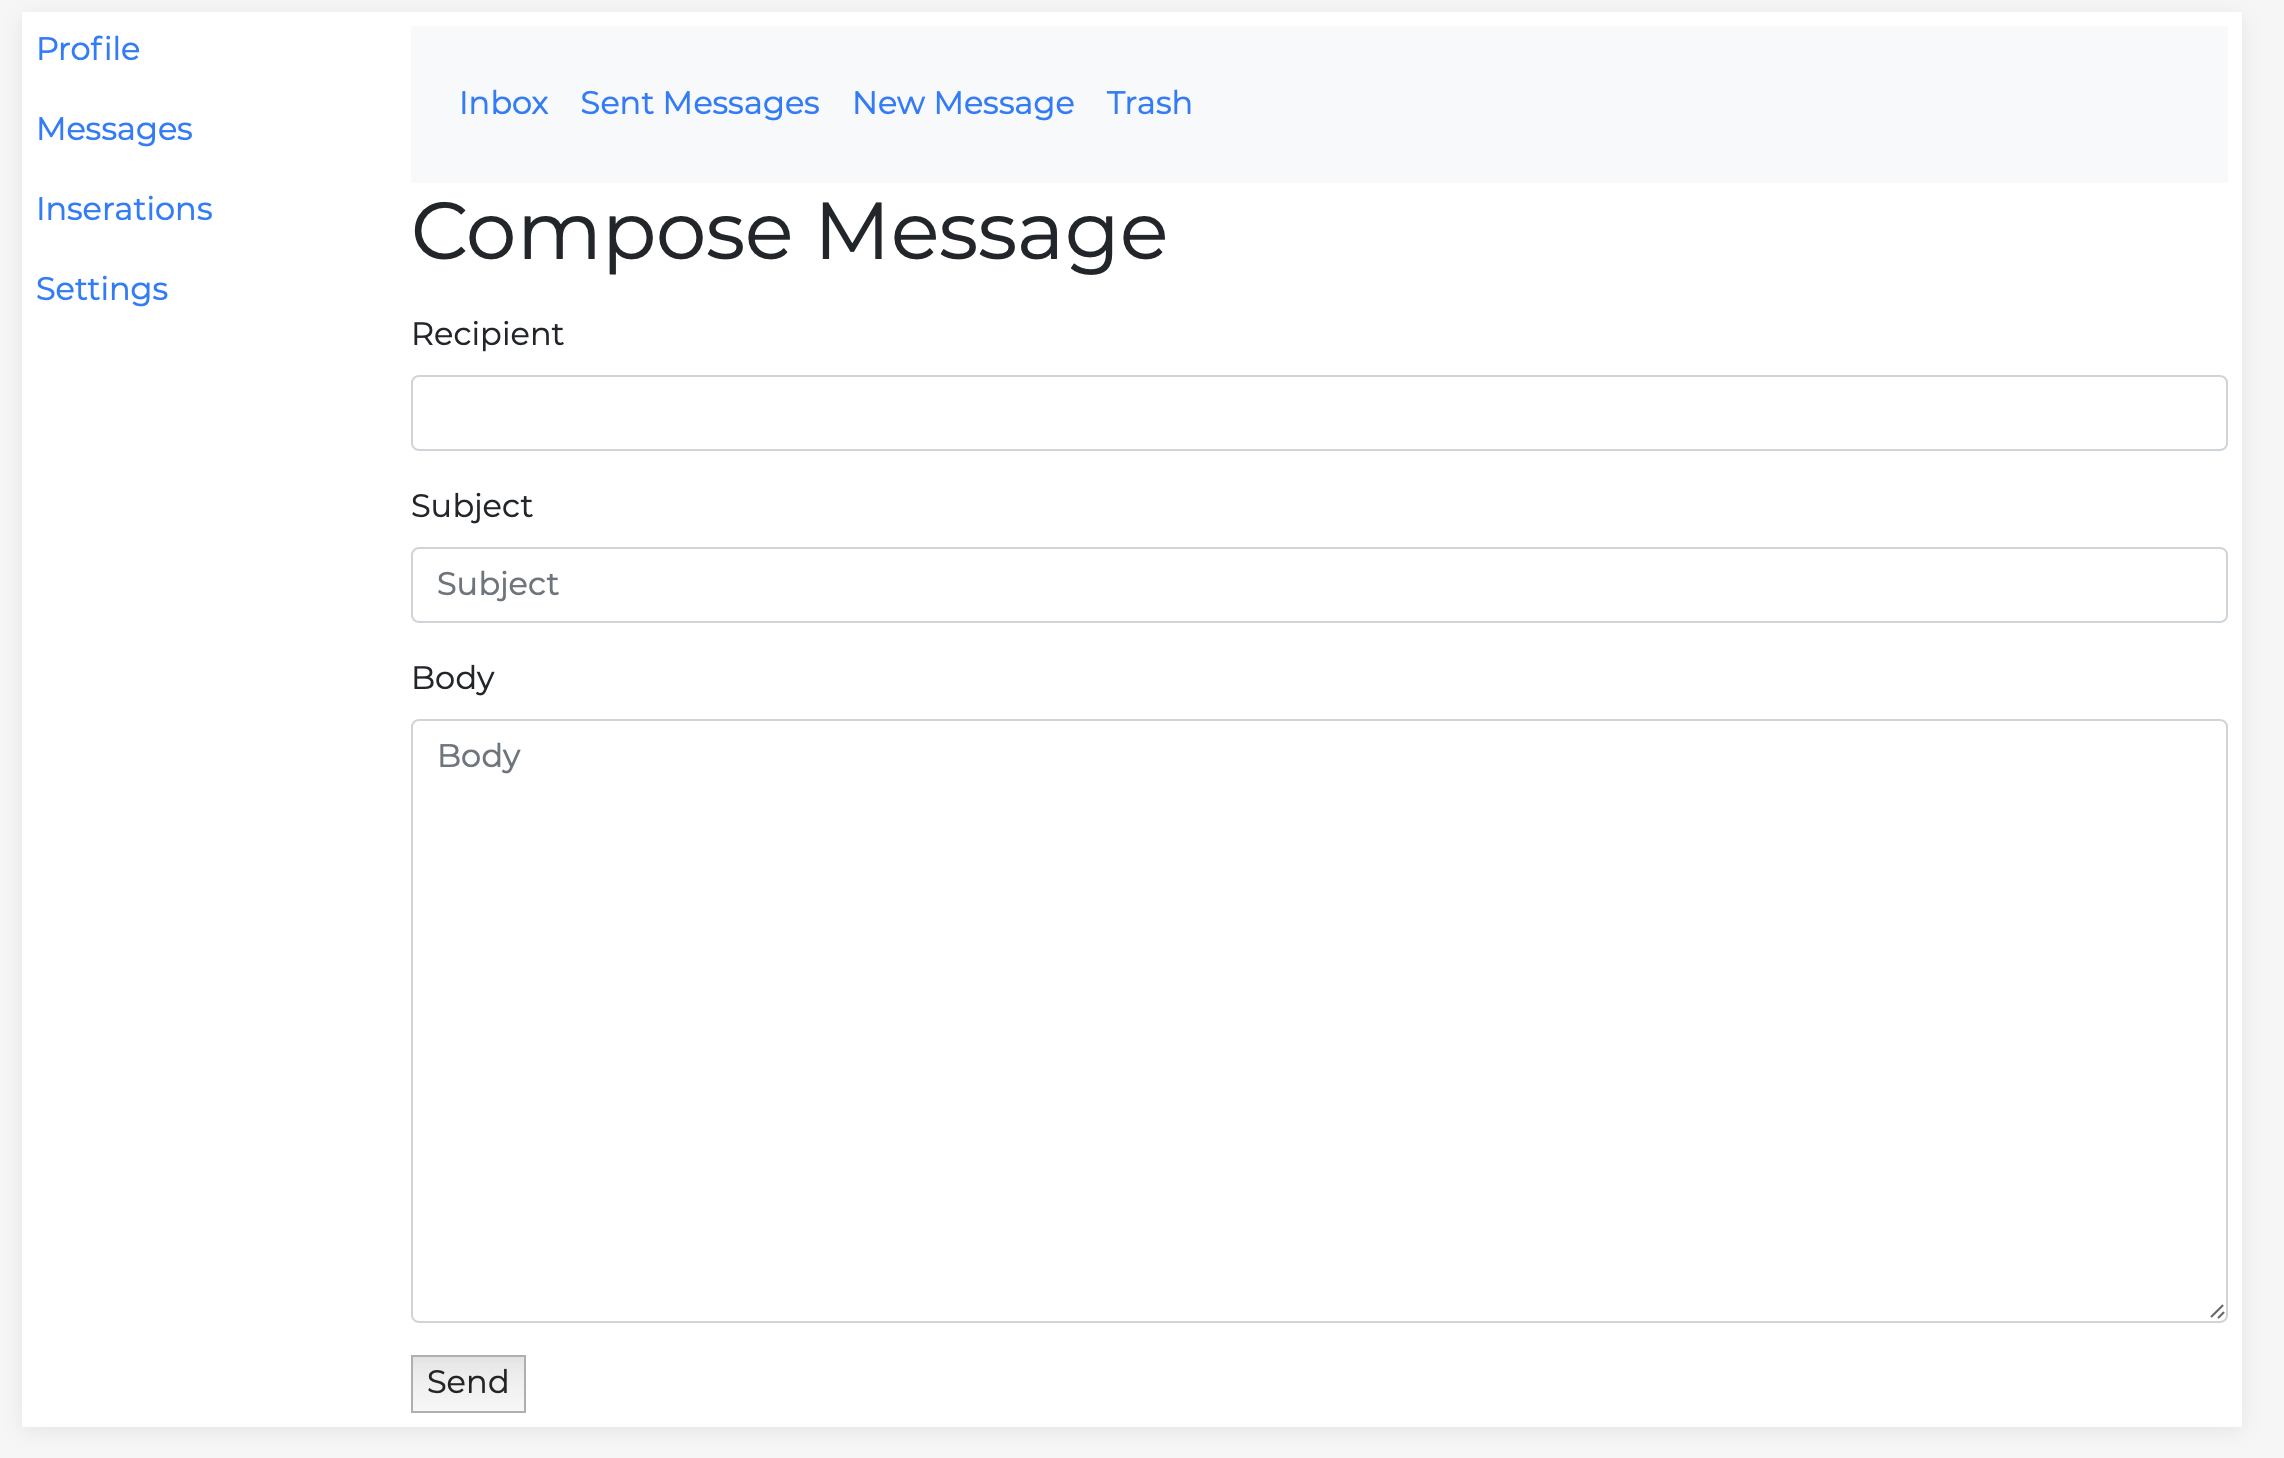 Profile
Messages
Inserations
Settings
Inbox Sent Messages New Message Trash
Compose Message
Recipient
Subject
Subject
Body
Body
Send